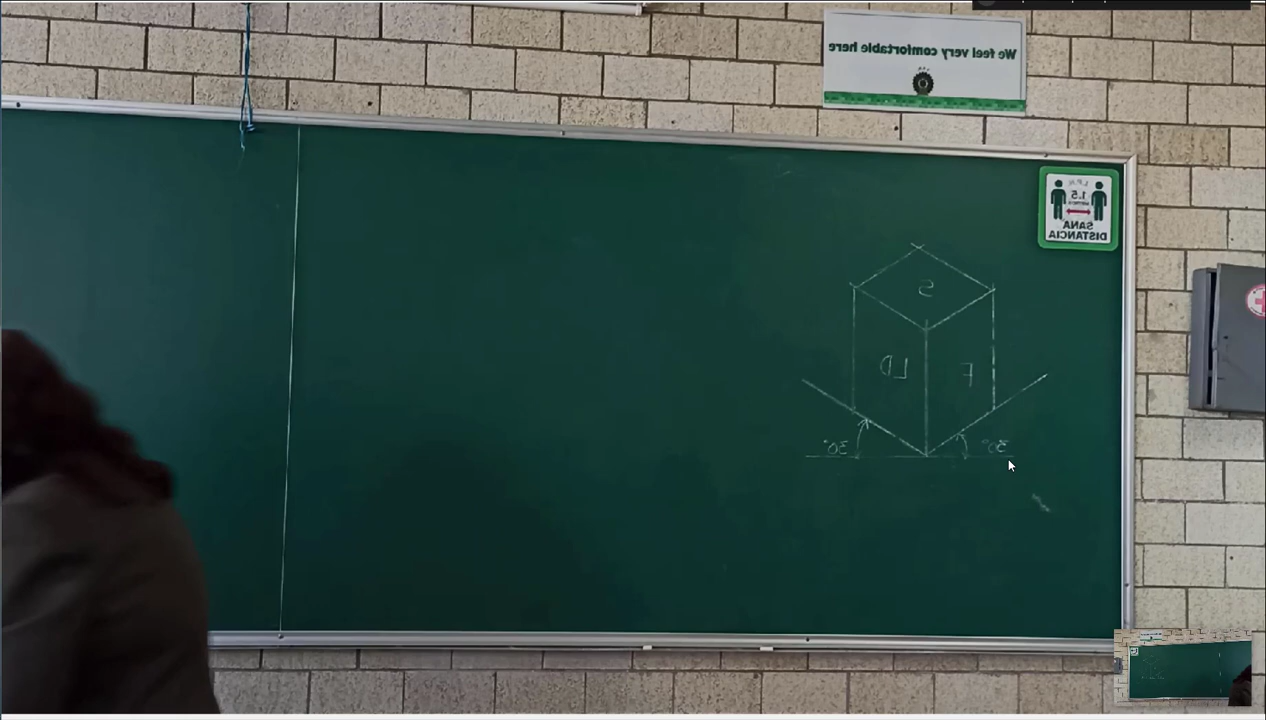 We feel very comfortable here
1.5
SANA
DISTANCIA
S
LD
F
30°
30°